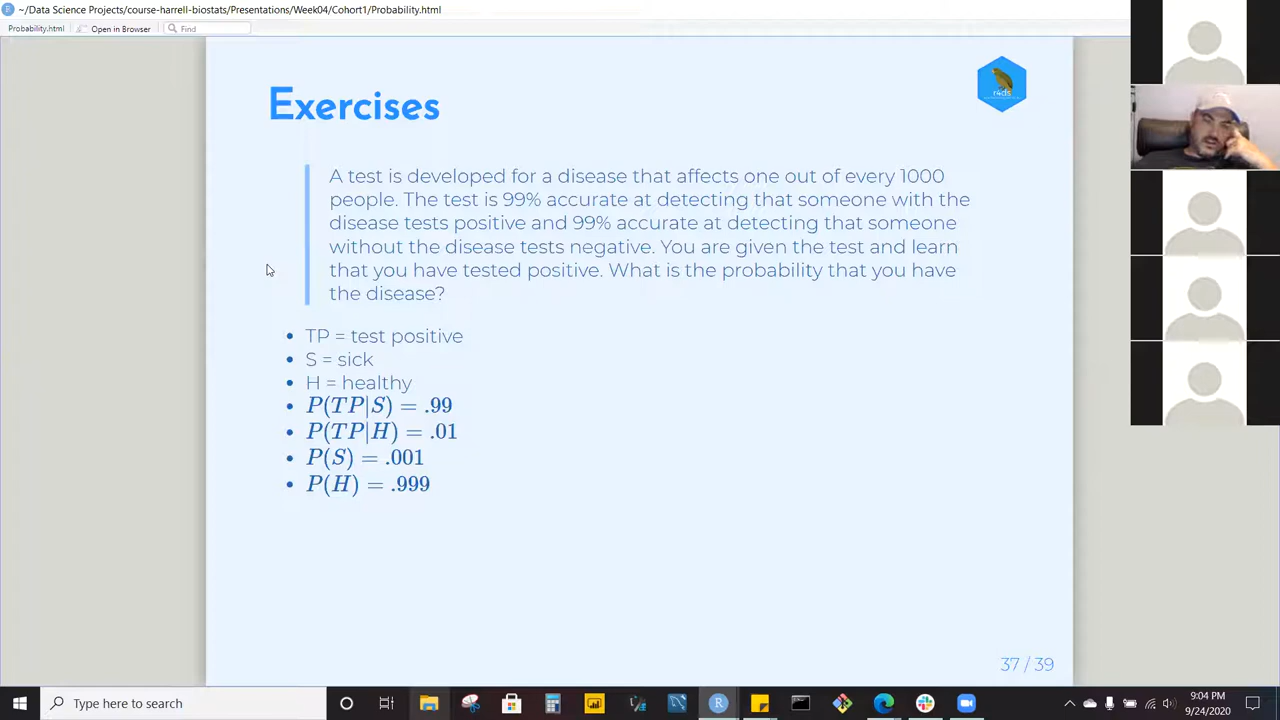 ~/Data Science Projects/course-harrell-biostats/Presentations/Week04/Cohort1/Probability.html
Probability.html
Open in Browser
Find
Exercises
r4ds
A test is developed for a disease that affects one out of every 1000
people. The test is 99% accurate at detecting that someone with the
disease tests positive and 99% accurate at detecting that someone
without the disease tests negative. You are given the test and learn
that you have tested positive. What is the probability that you have
the disease?
• TP = test positive
• S = sick
• H = healthy
• P(TP|S) = .99
• P(TP|H) = .01
• P(S) = .001
• P(H) = .999
37 / 39
Type here to search
9:04 PM
9/24/2020